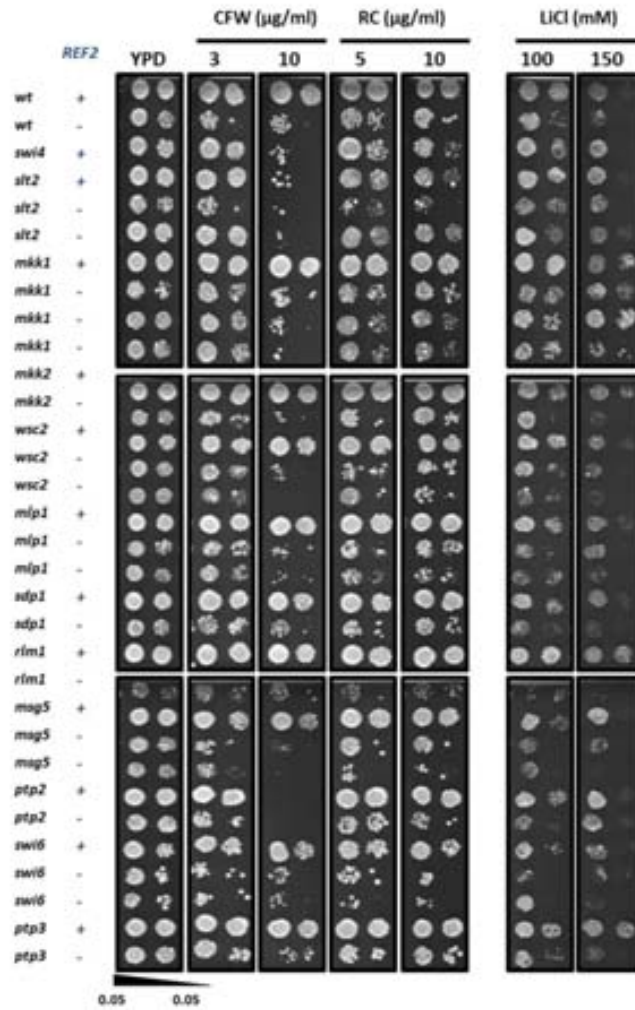 CFW (µg/ml) RC (µg/ml) LiCl (mM)
REF2 YPD 3 10 5 10 100 150
wt +
wt -
swi4 +
slt2 +
slt2 -
slt2 -
mkk1 +
mkk1 -
mkk1 -
mkk1 -
mkk2 +
mkk2 -
wsc2 +
wsc2 -
wsc2 -
mlp1 +
mlp1 -
mlp1 -
sdp1 +
sdp1 -
rlm1 +
rlm1 -
msg5 +
msg5 -
msg5 -
ptp2 +
ptp2 -
swi6 +
swi6 -
swi6 -
ptp3 +
ptp3 -
0.05 0.05